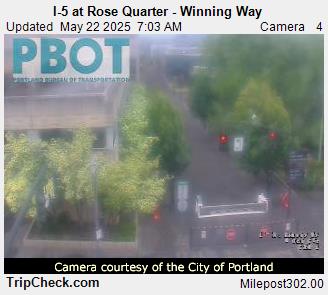 I-5 at Rose Quarter - Winning Way
Updated May 22 2025 7:03 AM Camera 4
PBOT
PORTLAND BUREAU OF TRANSPORTATION
Camera courtesy of the City of Portland
TripCheck.com Milepost302.00